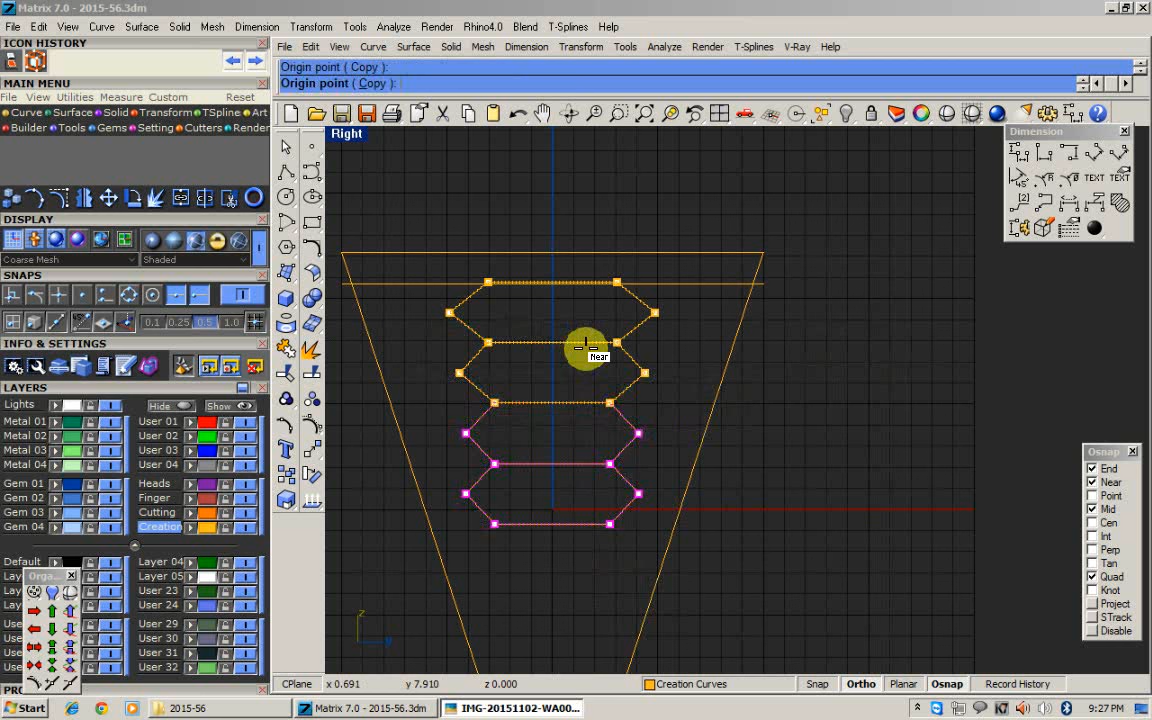 Matrix 7.0 - 2015-56.3dm
File Edit View Curve Surface Solid Mesh Dimension Transform Tools Analyze Render Rhino4.0 Blend T-Splines Help
ICON HISTORY
MAIN MENU
File View Utilities Measure Custom Reset
Curve Surface Solid Transform TSpline Art
Builder Tools Gems Setting Cutters Render
DISPLAY
Coarse Mesh Shaded
SNAPS
0.1 0.25 0.5 1.0
INFO & SETTINGS
LAYERS
Lights Hide Show
Metal 01 User 01
Metal 02 User 02
Metal 03 User 03
Metal 04 User 04
Gem 01 Heads
Gem 02 Finger
Gem 03 Cutting
Gem 04 Creation
Default Layer 04
Lay Layer 05
Orga...
User 23
User 24
Use User 29
Use User 30
Use User 31
Use User 32
PRO
File Edit View Curve Surface Solid Mesh Dimension Transform Tools Analyze Render T-Splines V-Ray Help
Origin point ( Copy ):
Origin point ( Copy ):
Right
Near
Dimension
TEXT TEXT
Osnap
End
Near
Point
Mid
Cen
Int
Perp
Tan
Quad
Knot
Project
STrack
Disable
z
CPlane x 0.691 y 7.910 z 0.000 Creation Curves Snap Ortho Planar Osnap Record History
Start 2015-56 Matrix 7.0 - 2015-56.3dm IMG-20151102-WA00... 9:27 PM